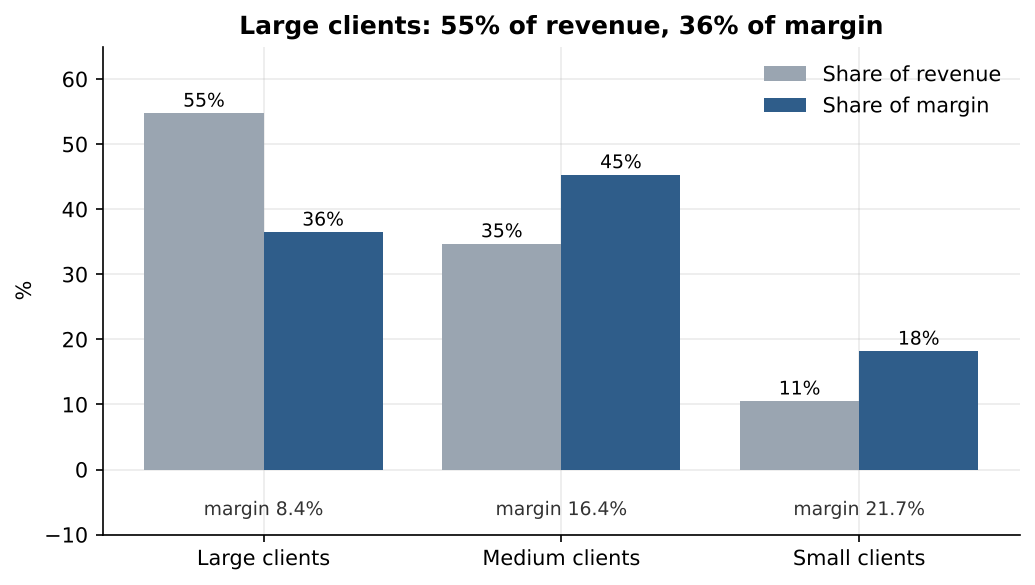 Large clients: 55% of revenue, 36% of margin
Share of revenue
Share of margin
%
60
50
40
30
20
10
0
−10
55%
36%
35%
45%
11%
18%
margin 8.4%
margin 16.4%
margin 21.7%
Large clients
Medium clients
Small clients